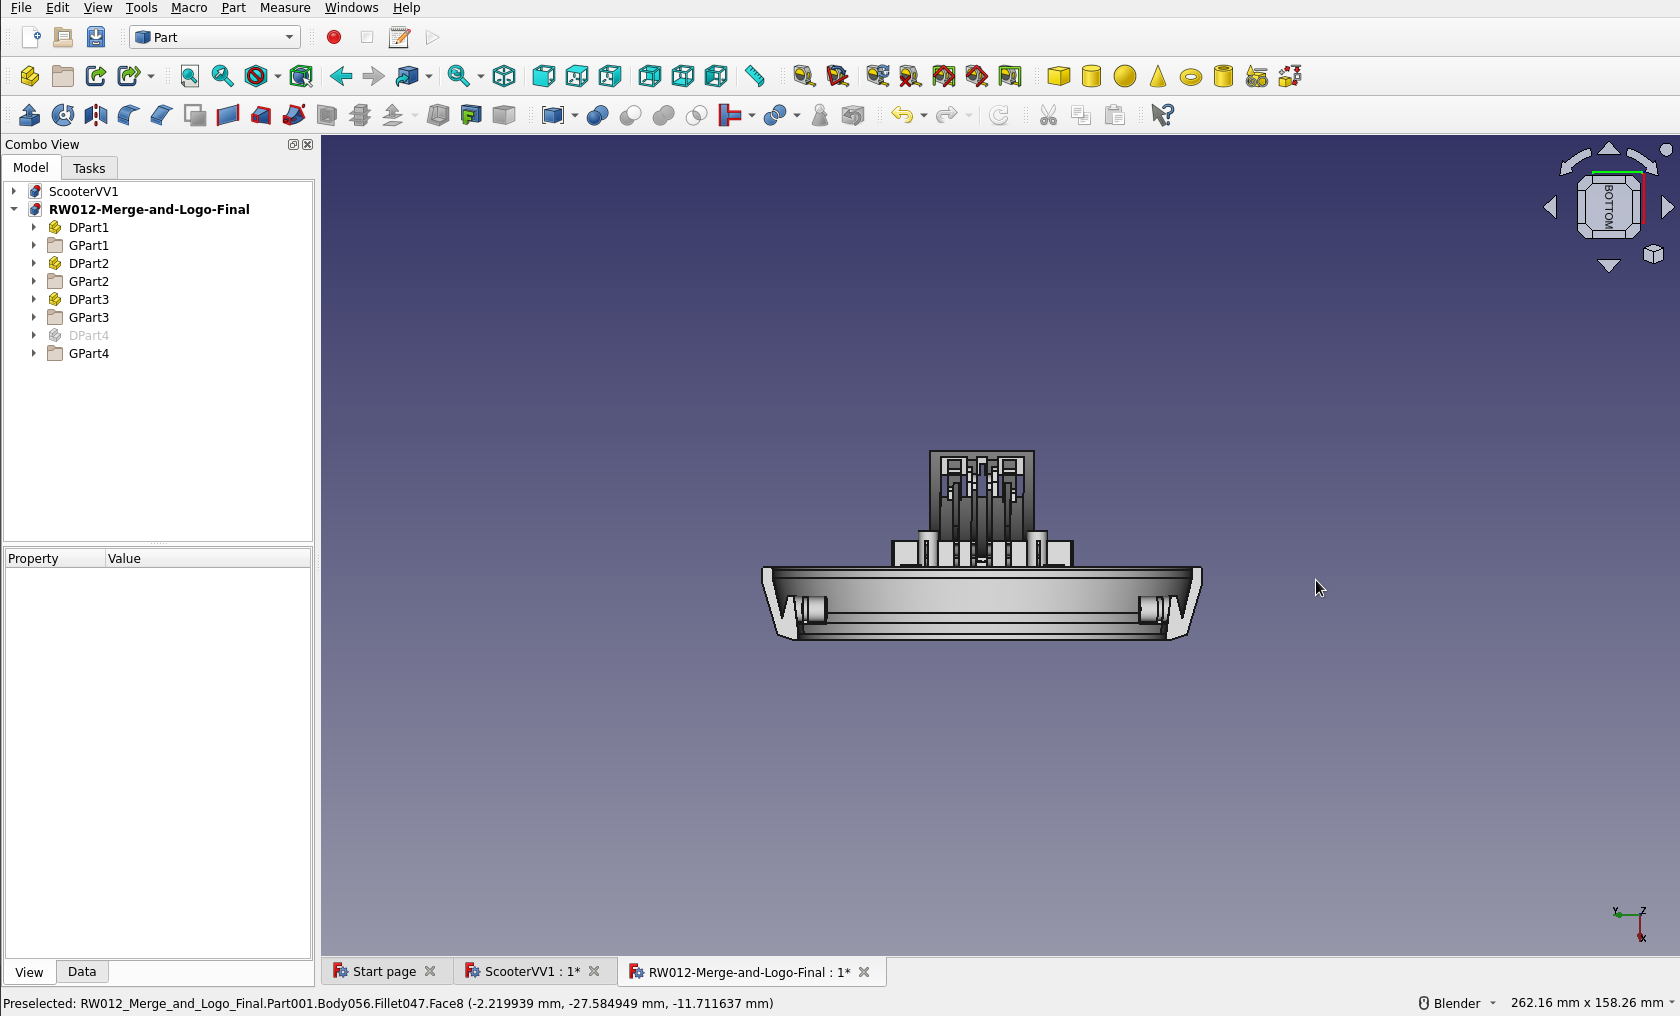 File Edit View Tools Macro Part Measure Windows Help
Part
Combo View
Model Tasks
ScooterVV1
RW012-Merge-and-Logo-Final
DPart1
GPart1
DPart2
GPart2
DPart3
GPart3
DPart4
GPart4
Property Value
BOTTOM
Y Z
X
View Data
Start page ScooterVV1 : 1* RW012-Merge-and-Logo-Final : 1*
Preselected: RW012_Merge_and_Logo_Final.Part001.Body056.Fillet047.Face8 (-2.219939 mm, -27.584949 mm, -11.711637 mm) Blender 262.16 mm x 158.26 mm